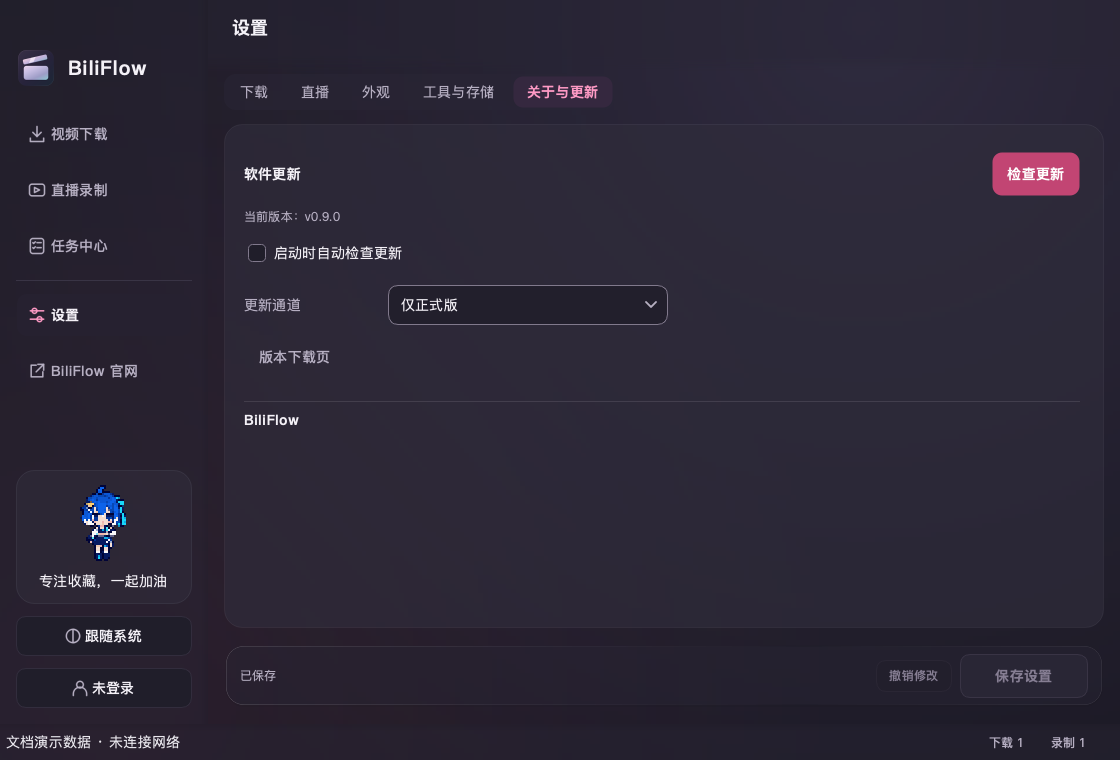 设置
BiliFlow
下载 直播 外观 工具与存储 关于与更新
视频下载
直播录制
任务中心
设置
BiliFlow 官网
软件更新
检查更新
当前版本：v0.9.0
启动时自动检查更新
更新通道 仅正式版
版本下载页
BiliFlow
专注收藏，一起加油
跟随系统
未登录
已保存
撤销修改
保存设置
文档演示数据 · 未连接网络
下载 1
录制 1